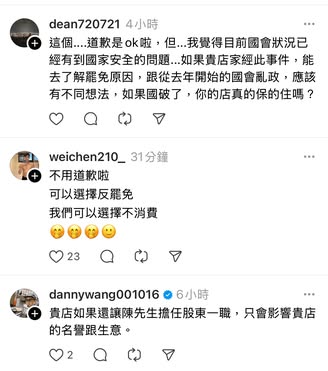 dean720721 4小時
這個....道歉是ok啦，但...我覺得目前國會狀況已
經有到國家安全的問題...如果貴店家經此事件，能
去了解罷免原因，跟從去年開始的國會亂政，應該
有不同想法，如果國破了，你的店真的保的住嗎？
weichen210_ 31分鐘
不用道歉啦
可以選擇反罷免
我們可以選擇不消費
🤭🤭🤭🙂
23
dannywang001016 6小時
貴店如果還讓陳先生擔任股東一職，只會影響貴店
的名譽跟生意。
2